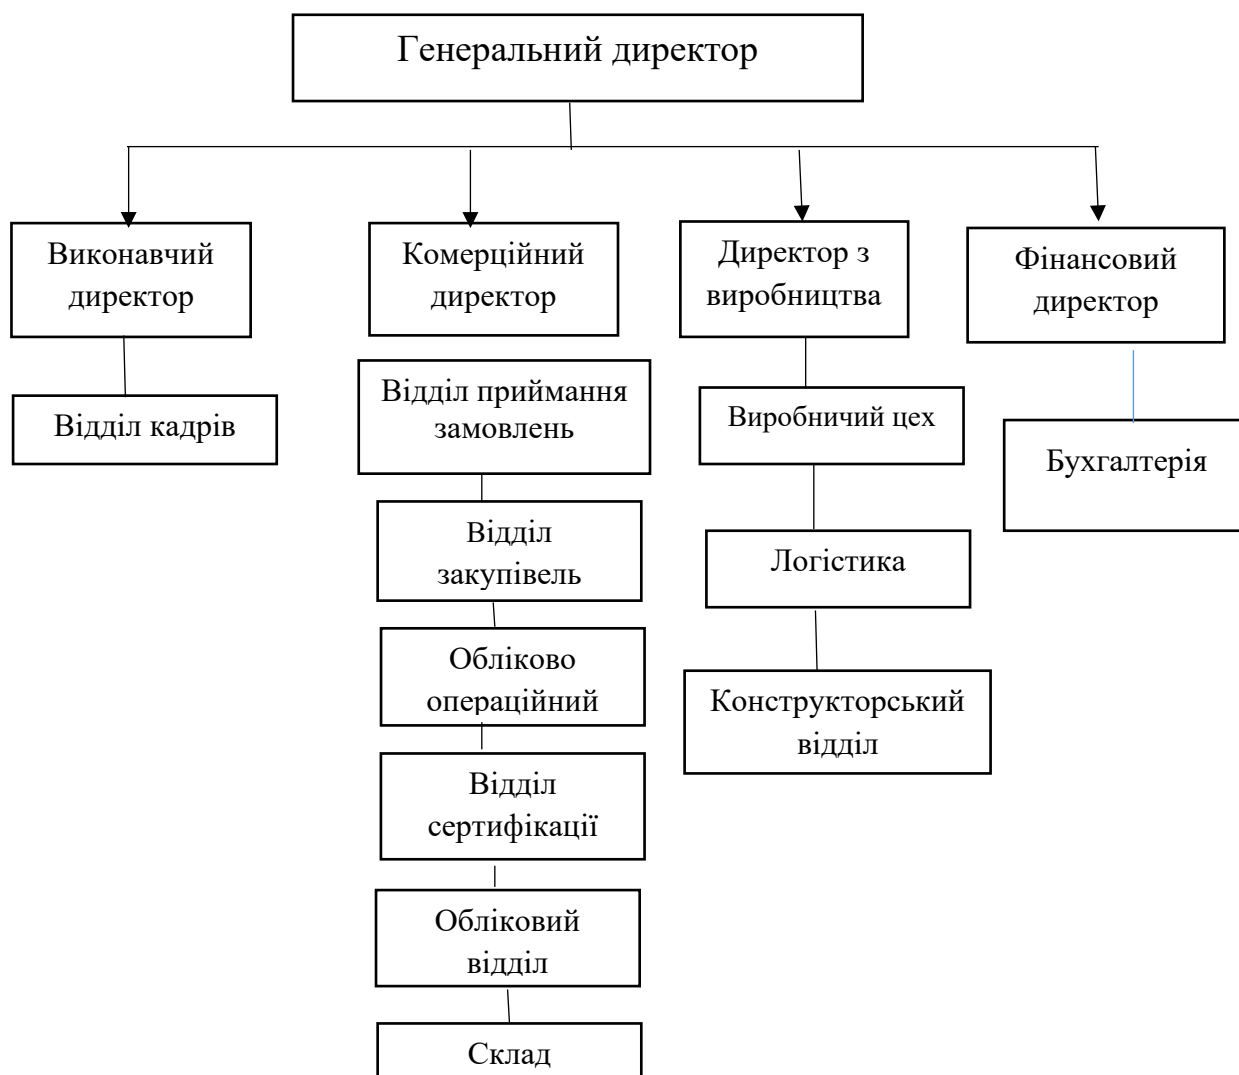 Генеральний директор
Виконавчий
директор
Комерційний
директор
Директор з
виробництва
Фінансовий
директор
Відділ кадрів
Відділ приймання
замовлень
Виробничий цех
Бухгалтерія
Відділ
закупівель
Логістика
Обліково
операційний
Конструкторський
відділ
Відділ
сертифікації
Обліковий
відділ
Склад